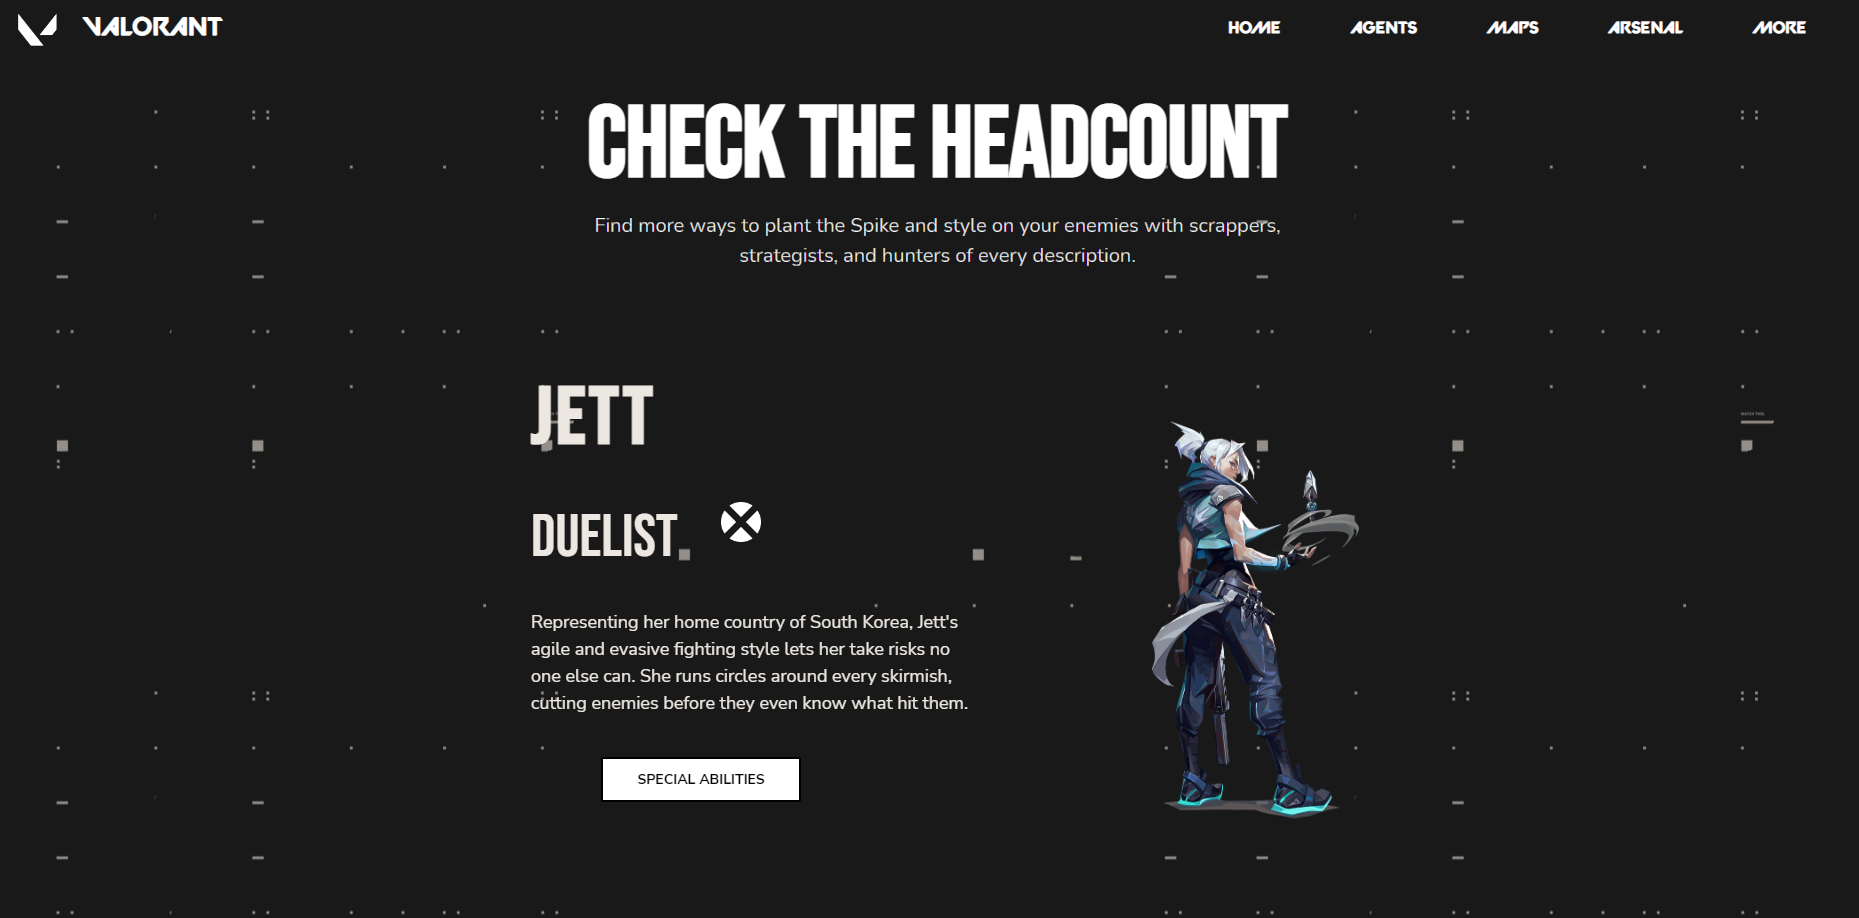 VALORANT
HOME AGENTS MAPS ARSENAL MORE
CHECK THE HEADCOUNT
Find more ways to plant the Spike and style on your enemies with scrappers,
strategists, and hunters of every description.
JETT
DUELIST
Representing her home country of South Korea, Jett's
agile and evasive fighting style lets her take risks no
one else can. She runs circles around every skirmish,
cutting enemies before they even know what hit them.
SPECIAL ABILITIES